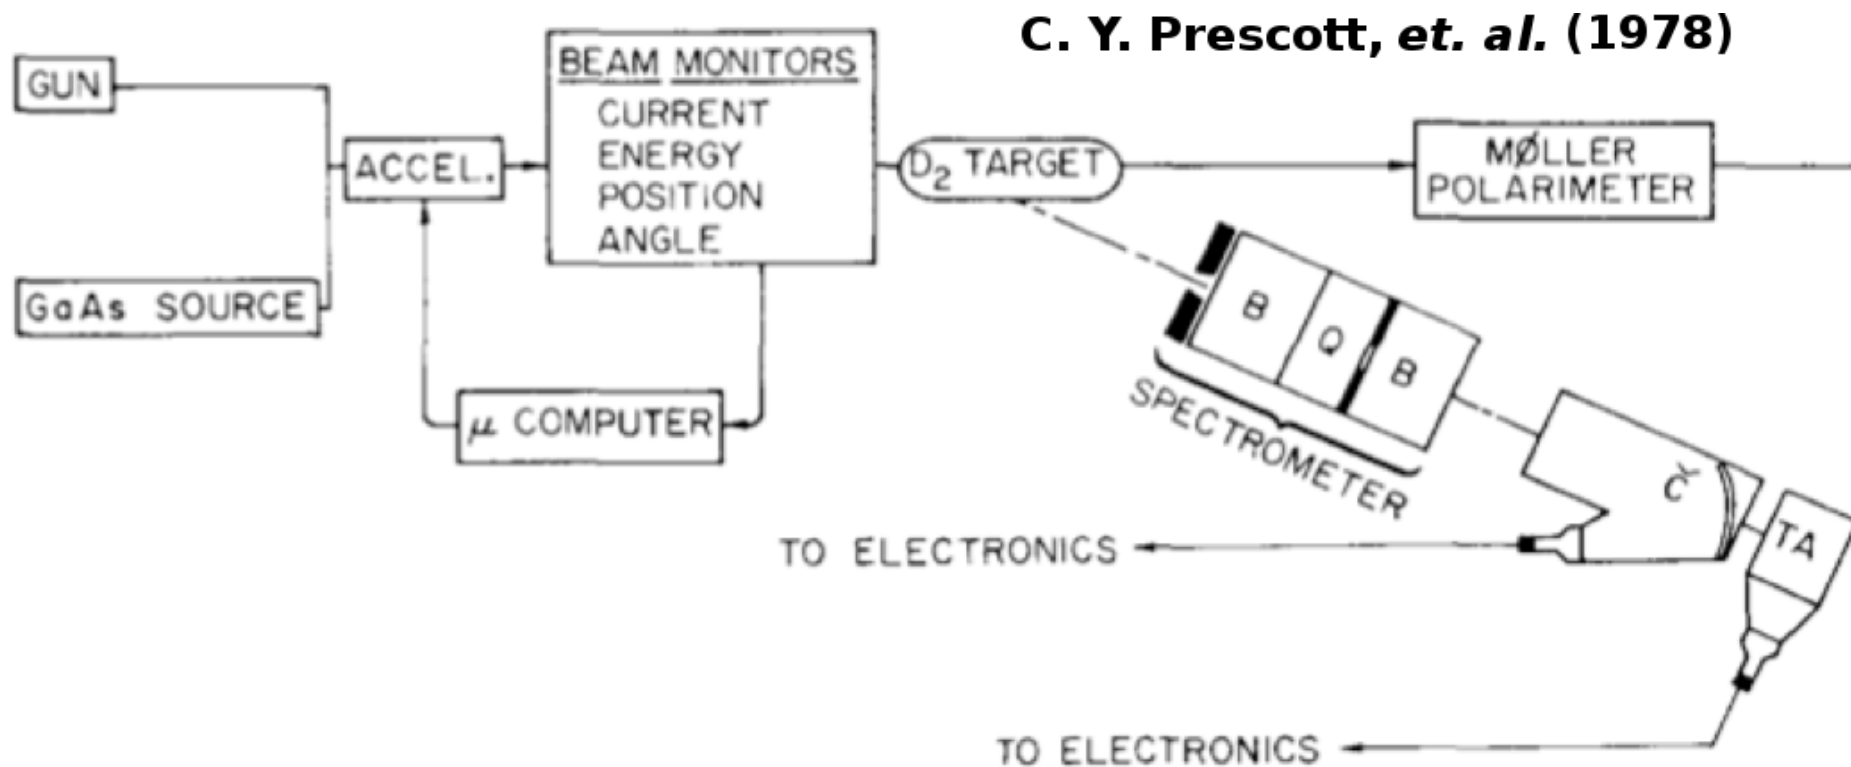 C. Y. Prescott, et. al. (1978)
GUN
GaAs SOURCE
ACCEL.
BEAM MONITORS
CURRENT
ENERGY
POSITION
ANGLE
μ COMPUTER
D₂ TARGET
MØLLER
POLARIMETER
B
Q
B
SPECTROMETER
Č
TA
TO ELECTRONICS
TO ELECTRONICS